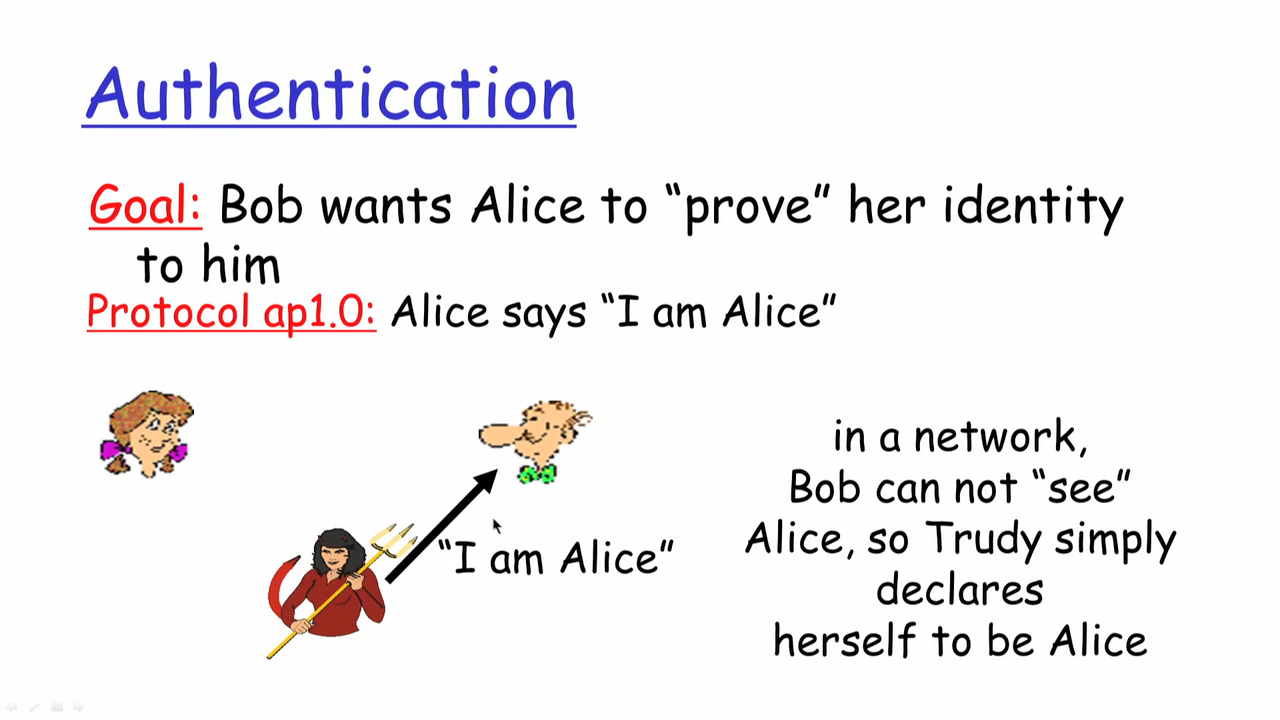 Authentication
Goal: Bob wants Alice to “prove” her identity
to him
Protocol ap1.0: Alice says “I am Alice”
in a network,
Bob can not “see”
Alice, so Trudy simply
declares
herself to be Alice
“I am Alice”